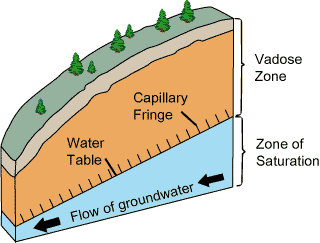 Vadose
Zone
Capillary
Fringe
Water
Table
Zone of
Saturation
Flow of groundwater